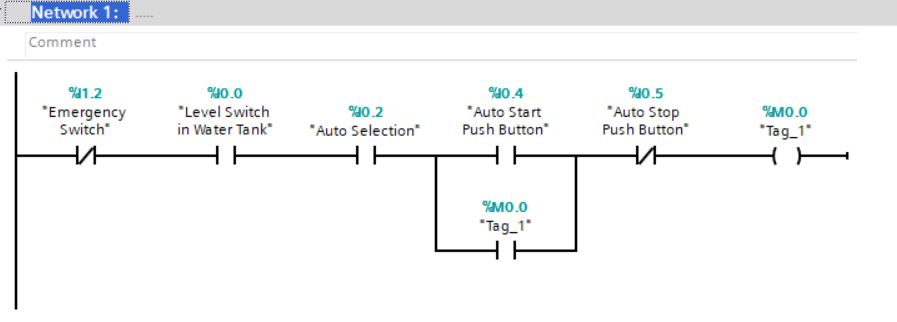 Network 1: .....
Comment
%I1.2
"Emergency
Switch"
%I0.0
"Level Switch
in Water Tank"
%I0.2
"Auto Selection"
%I0.4
"Auto Start
Push Button"
%I0.5
"Auto Stop
Push Button"
%M0.0
"Tag_1"
%M0.0
"Tag_1"